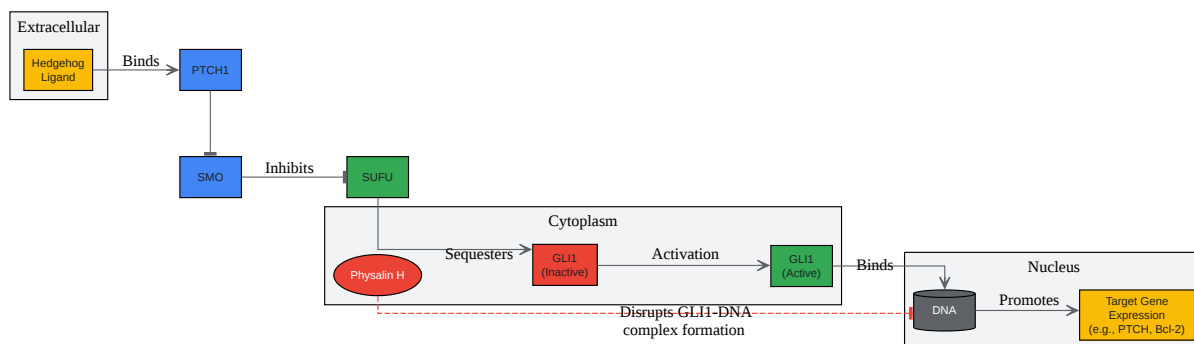 Extracellular
Hedgehog
Ligand
Binds
PTCH1
SMO
Inhibits
SUFU
Cytoplasm
Physalin H
Sequesters
GLI1
(Inactive)
Activation
GLI1
(Active)
Binds
Nucleus
DNA
Promotes
Target Gene
Expression
(e.g., PTCH, Bcl-2)
Disrupts GLI1-DNA
complex formation